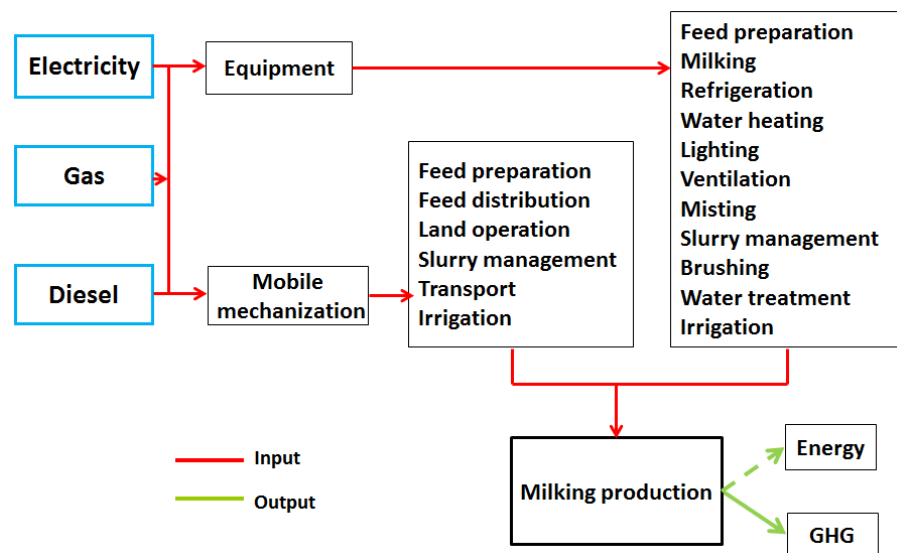 Electricity
Equipment
Gas
Diesel
Mobile
mechanization
Feed preparation
Feed distribution
Land operation
Slurry management
Transport
Irrigation
Feed preparation
Milking
Refrigeration
Water heating
Lighting
Ventilation
Misting
Slurry management
Brushing
Water treatment
Irrigation
Input
Output
Milking production
Energy
GHG